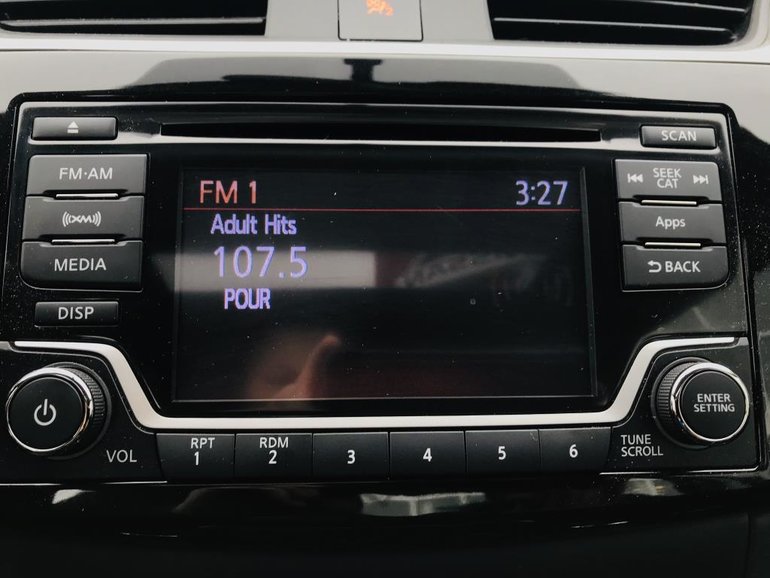 SCAN
FM·AM
SEEK
CAT
FM 1
3:27
Adult Hits
((XM))
Apps
107.5
MEDIA
BACK
POUR
DISP
ENTER
SETTING
VOL
RPT
1
RDM
2
3
4
5
6
TUNE
SCROLL